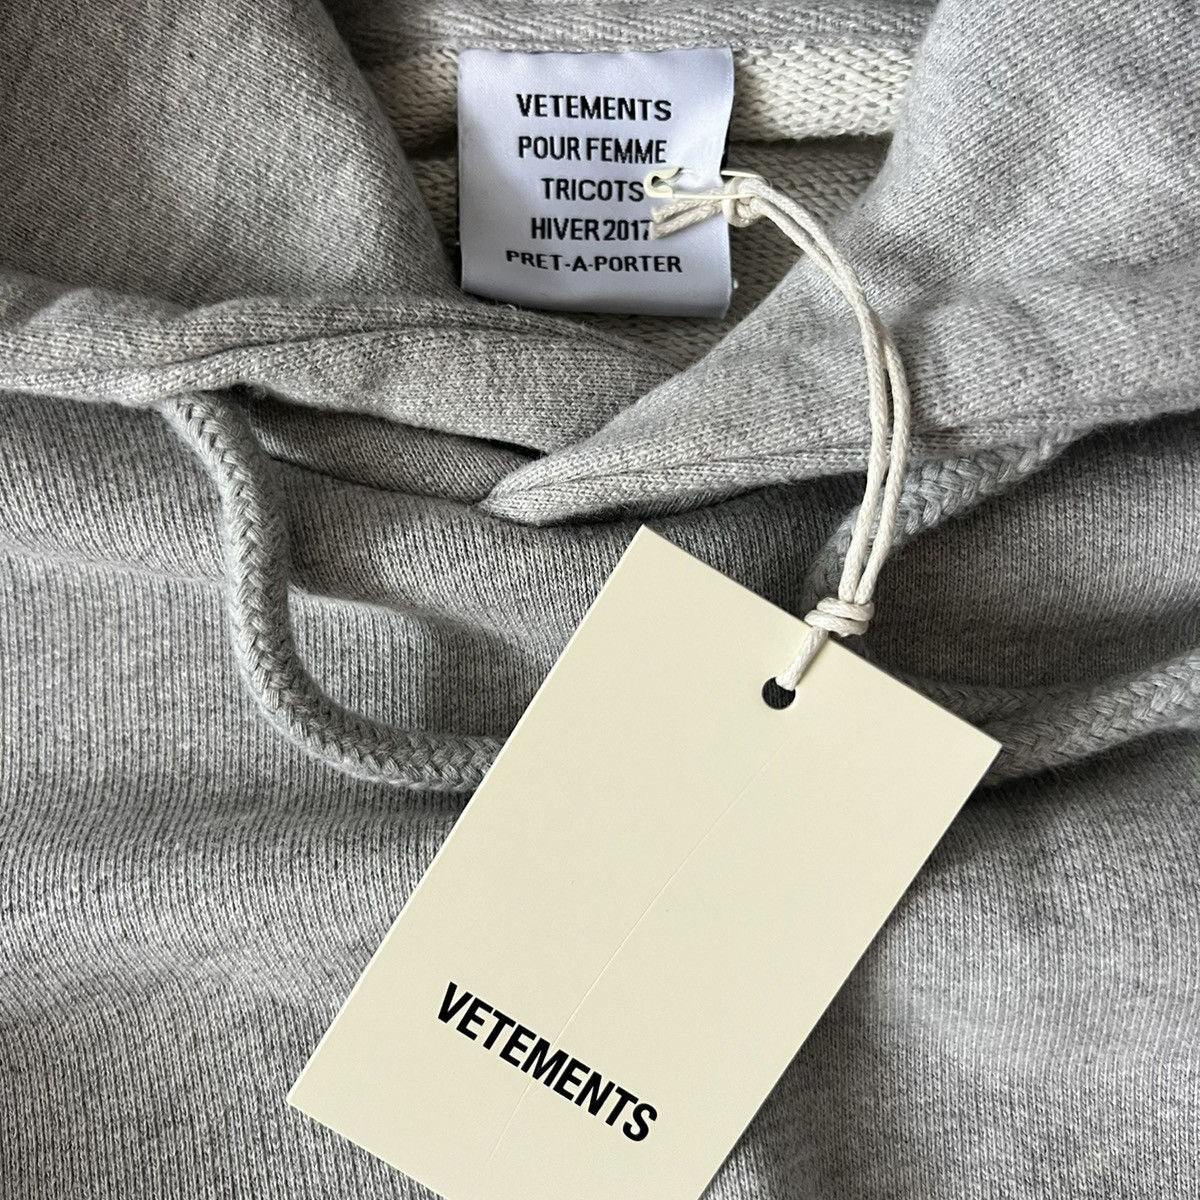 VETEMENTS
POUR FEMME
TRICOTS
HIVER 2017
PRET-A-PORTER
VETEMENTS